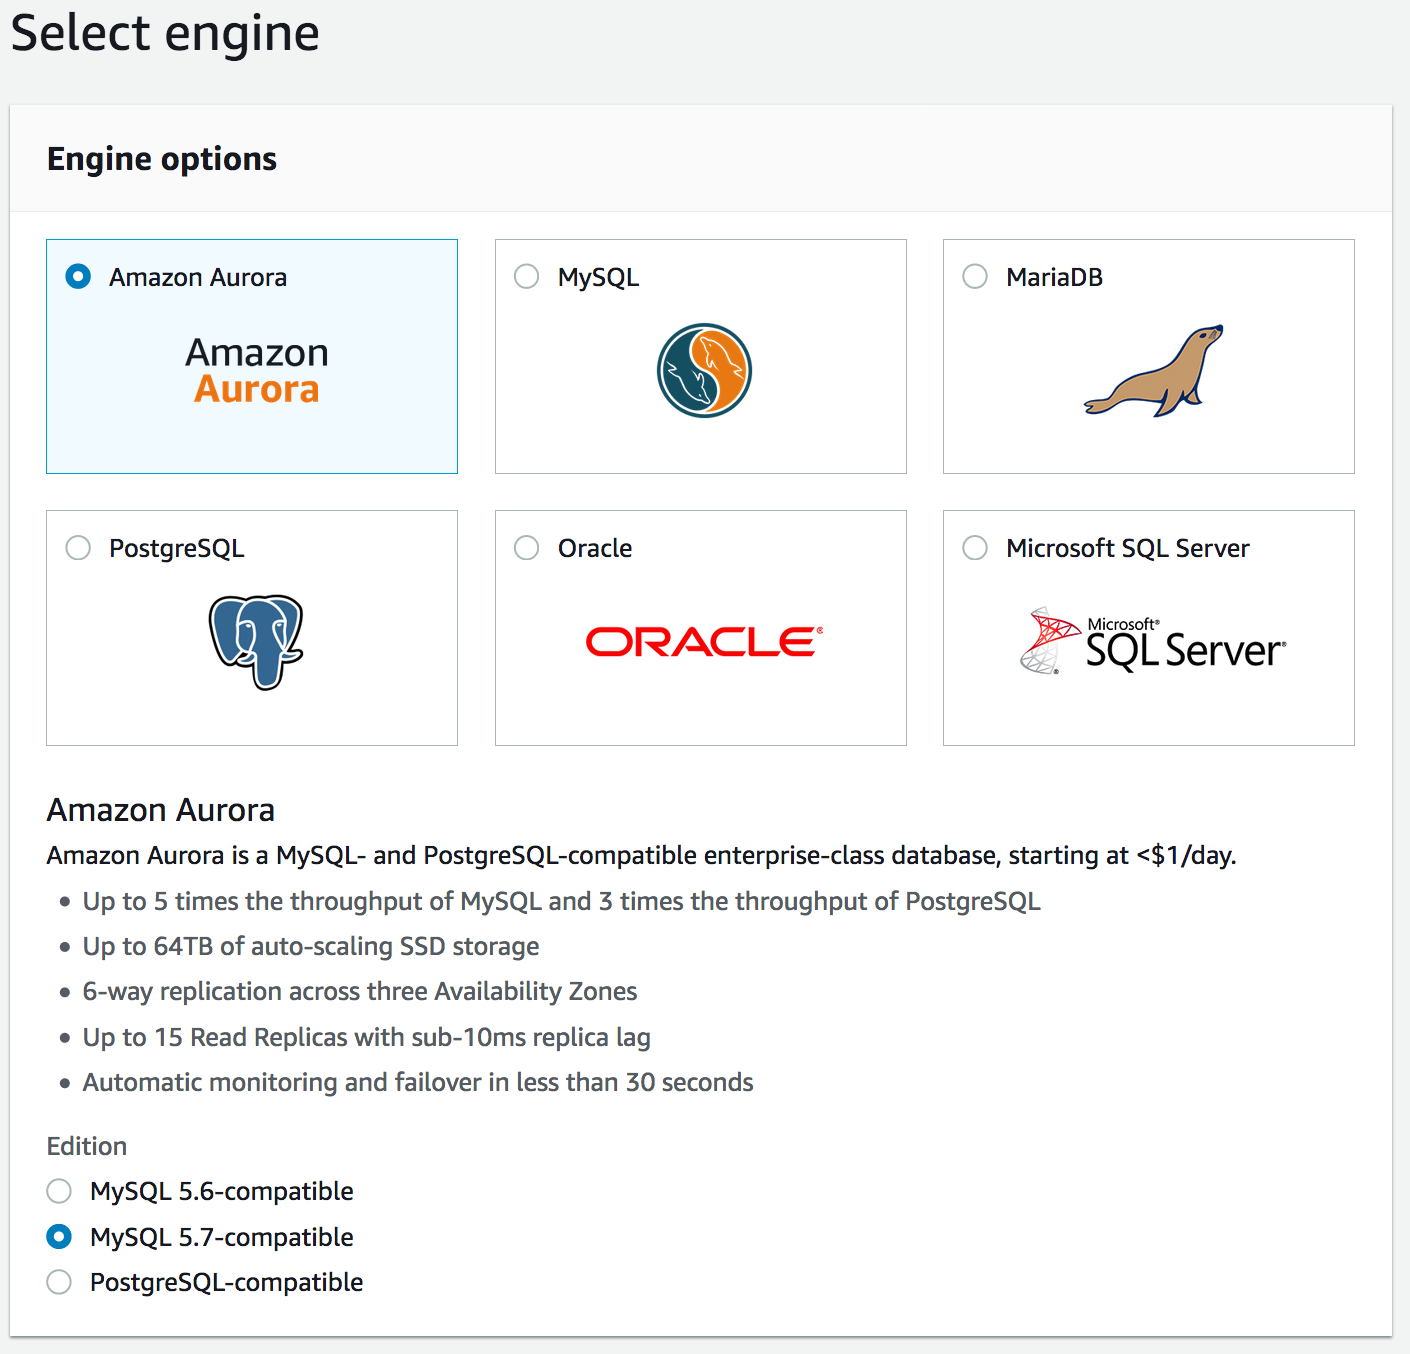 Select engine
Engine options
Amazon Aurora
MySQL
MariaDB
Amazon
Aurora
PostgreSQL
Oracle
Microsoft SQL Server
ORACLE®
Microsoft®
SQL Server®
Amazon Aurora
Amazon Aurora is a MySQL- and PostgreSQL-compatible enterprise-class database, starting at <$1/day.
• Up to 5 times the throughput of MySQL and 3 times the throughput of PostgreSQL
• Up to 64TB of auto-scaling SSD storage
• 6-way replication across three Availability Zones
• Up to 15 Read Replicas with sub-10ms replica lag
• Automatic monitoring and failover in less than 30 seconds
Edition
MySQL 5.6-compatible
MySQL 5.7-compatible
PostgreSQL-compatible